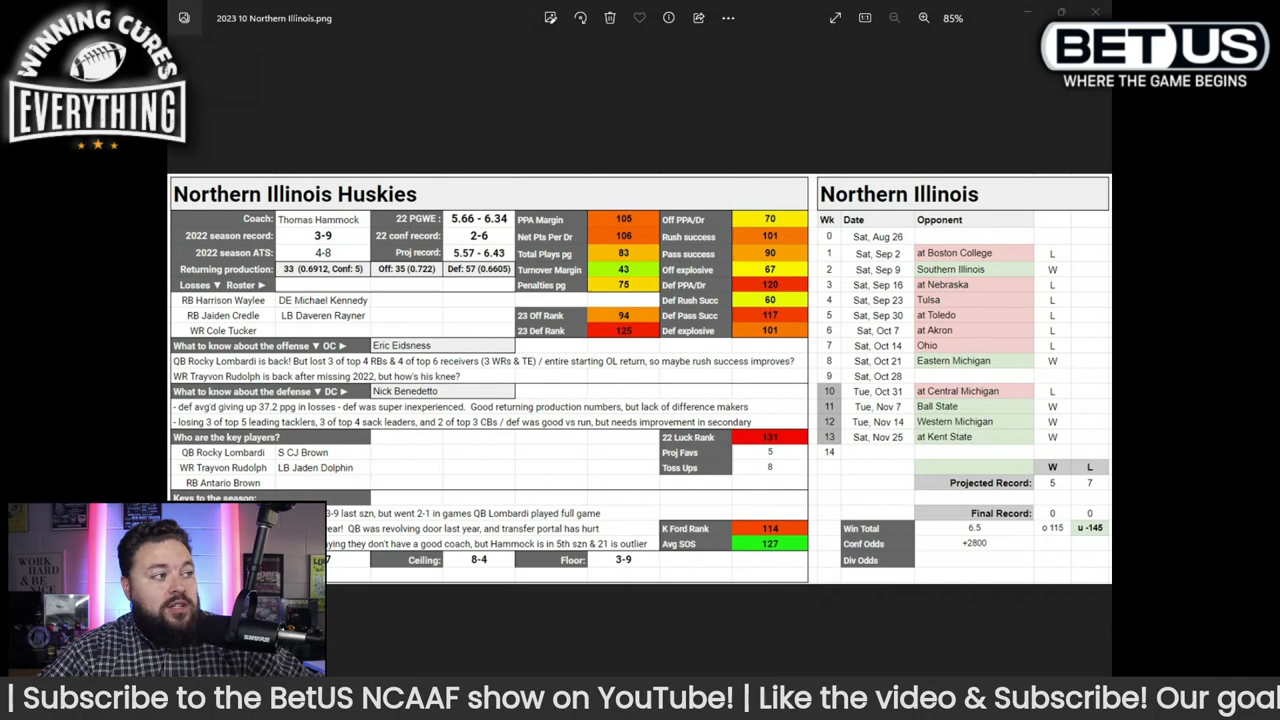 2023 10 Northern Illinois.png
85%
WINNING CURES
EVERYTHING
BETUS
WHERE THE GAME BEGINS
Northern Illinois Huskies
Coach: Thomas Hammock 22 PGWE : 5.66 - 6.34 PPA Margin 105 Off PPA/Dr 70
2022 season record: 3-9 22 conf record: 2-6 Net Pts Per Dr 106 Rush success 101
2022 season ATS: 4-8 Proj record: 5.57 - 6.43 Total Plays pg 83 Pass success 90
Returning production: 33 (0.6912, Conf: 5) Off: 35 (0.722) Def: 57 (0.6605) Turnover Margin 43 Off explosive 67
Losses ▼ Roster ► Penalties pg 75 Def PPA/Dr 120
RB Harrison Waylee DE Michael Kennedy Def Rush Succ 60
RB Jaiden Credle LB Daveren Rayner 23 Off Rank 94 Def Pass Succ 117
WR Cole Tucker 23 Def Rank 125 Def explosive 101
What to know about the offense ▼ OC ► Eric Eidsness
QB Rocky Lombardi is back! But lost 3 of top 4 RBs & 4 of top 6 receivers (3 WRs & TE) / entire starting OL return, so maybe rush success improves?
WR Trayvon Rudolph is back after missing 2022, but how's his knee?
What to know about the defense ▼ DC ► Nick Benedetto
- def avg'd giving up 37.2 ppg in losses - def was super inexperienced. Good returning production numbers, but lack of difference makers
- losing 3 of top 5 leading tacklers, 3 of top 4 sack leaders, and 2 of top 3 CBs / def was good vs run, but needs improvement in secondary
Who are the key players? 22 Luck Rank 131
QB Rocky Lombardi S CJ Brown Proj Favs 5
WR Trayvon Rudolph LB Jaden Dolphin Toss Ups 8
RB Antario Brown
Keys to the season:
3-9 last szn, but went 2-1 in games QB Lombardi played full game
year! QB was revolving door last year, and transfer portal has hurt K Ford Rank 114
aying they don't have a good coach, but Hammock is in 5th szn & 21 is outlier Avg SOS 127
7 Ceiling: 8-4 Floor: 3-9
Northern Illinois
Wk Date Opponent
0 Sat, Aug 26
1 Sat, Sep 2 at Boston College L
2 Sat, Sep 9 Southern Illinois W
3 Sat, Sep 16 at Nebraska L
4 Sat, Sep 23 Tulsa L
5 Sat, Sep 30 at Toledo L
6 Sat, Oct 7 at Akron L
7 Sat, Oct 14 Ohio L
8 Sat, Oct 21 Eastern Michigan W
9 Sat, Oct 28
10 Tue, Oct 31 at Central Michigan L
11 Tue, Nov 7 Ball State W
12 Tue, Nov 14 Western Michigan W
13 Sat, Nov 25 at Kent State W
14
W L
Projected Record: 5 7
Final Record: 0 0
Win Total 6.5 o 115 u -145
Conf Odds +2800
Div Odds
WORK HARD & BE NICE
SHURE
| Subscribe to the BetUS NCAAF show on YouTube! | Like the video & Subscribe! Our goa